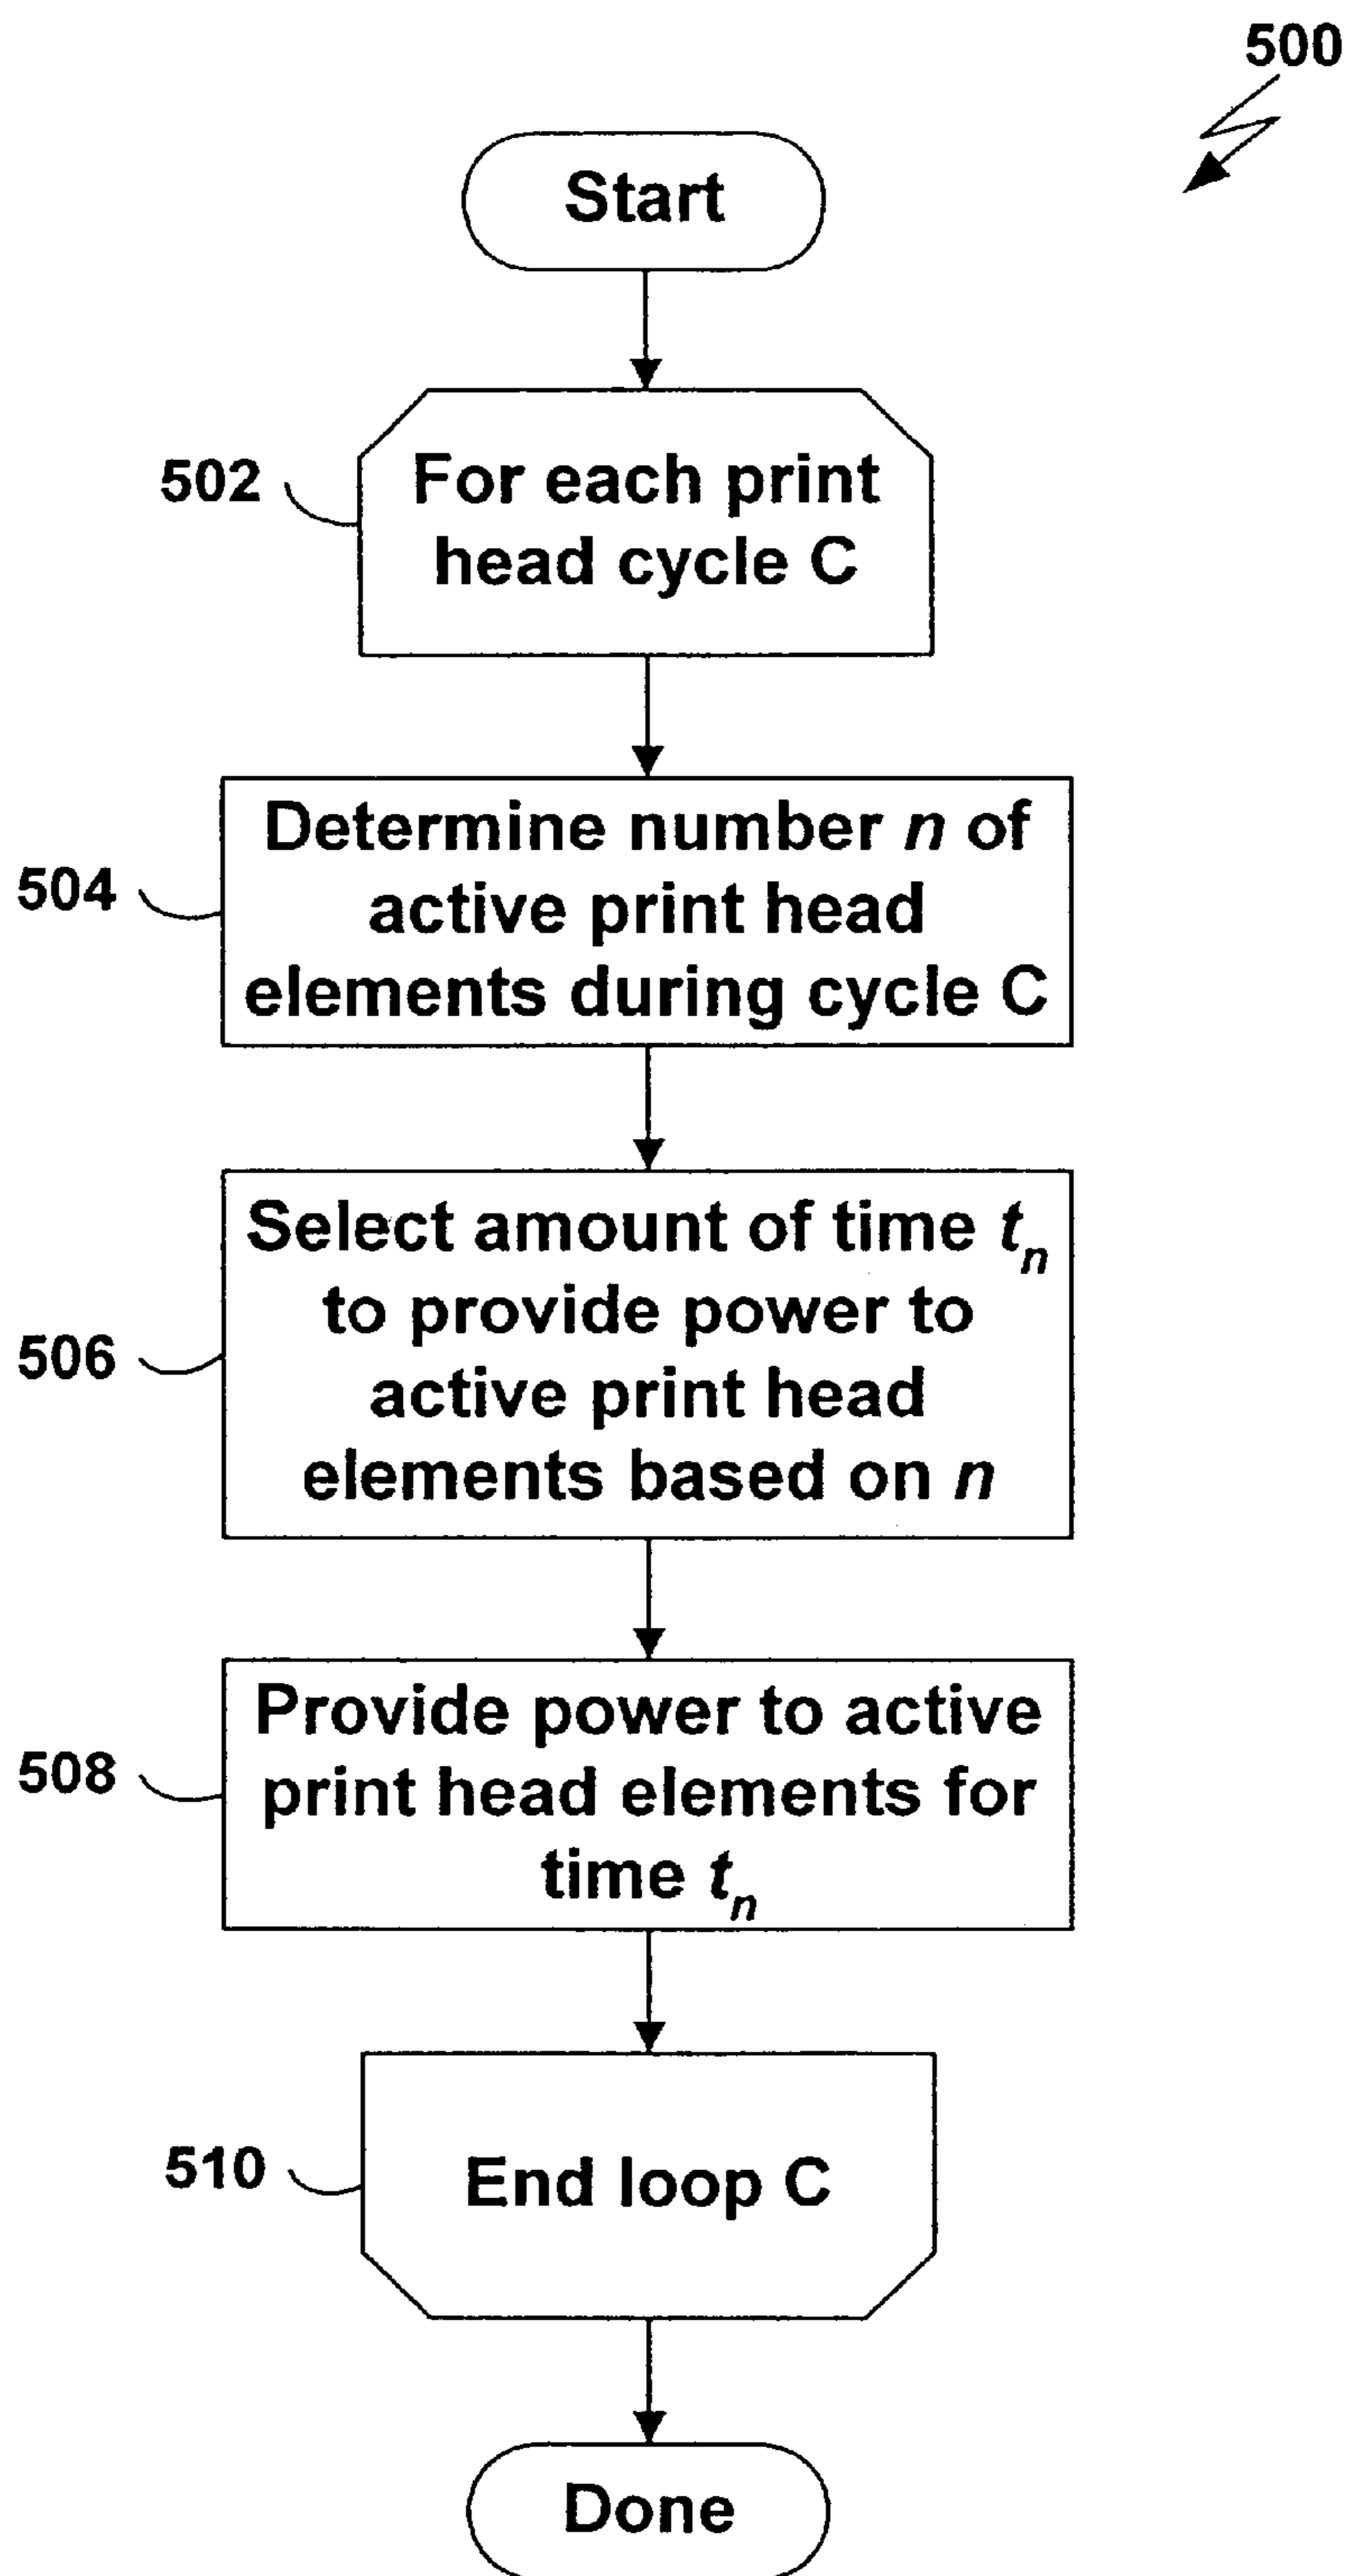 500
Start
502
For each print
head cycle C
504
Determine number n of
active print head
elements during cycle C
506
Select amount of time tn
to provide power to
active print head
elements based on n
508
Provide power to active
print head elements for
time tn
510
End loop C
Done